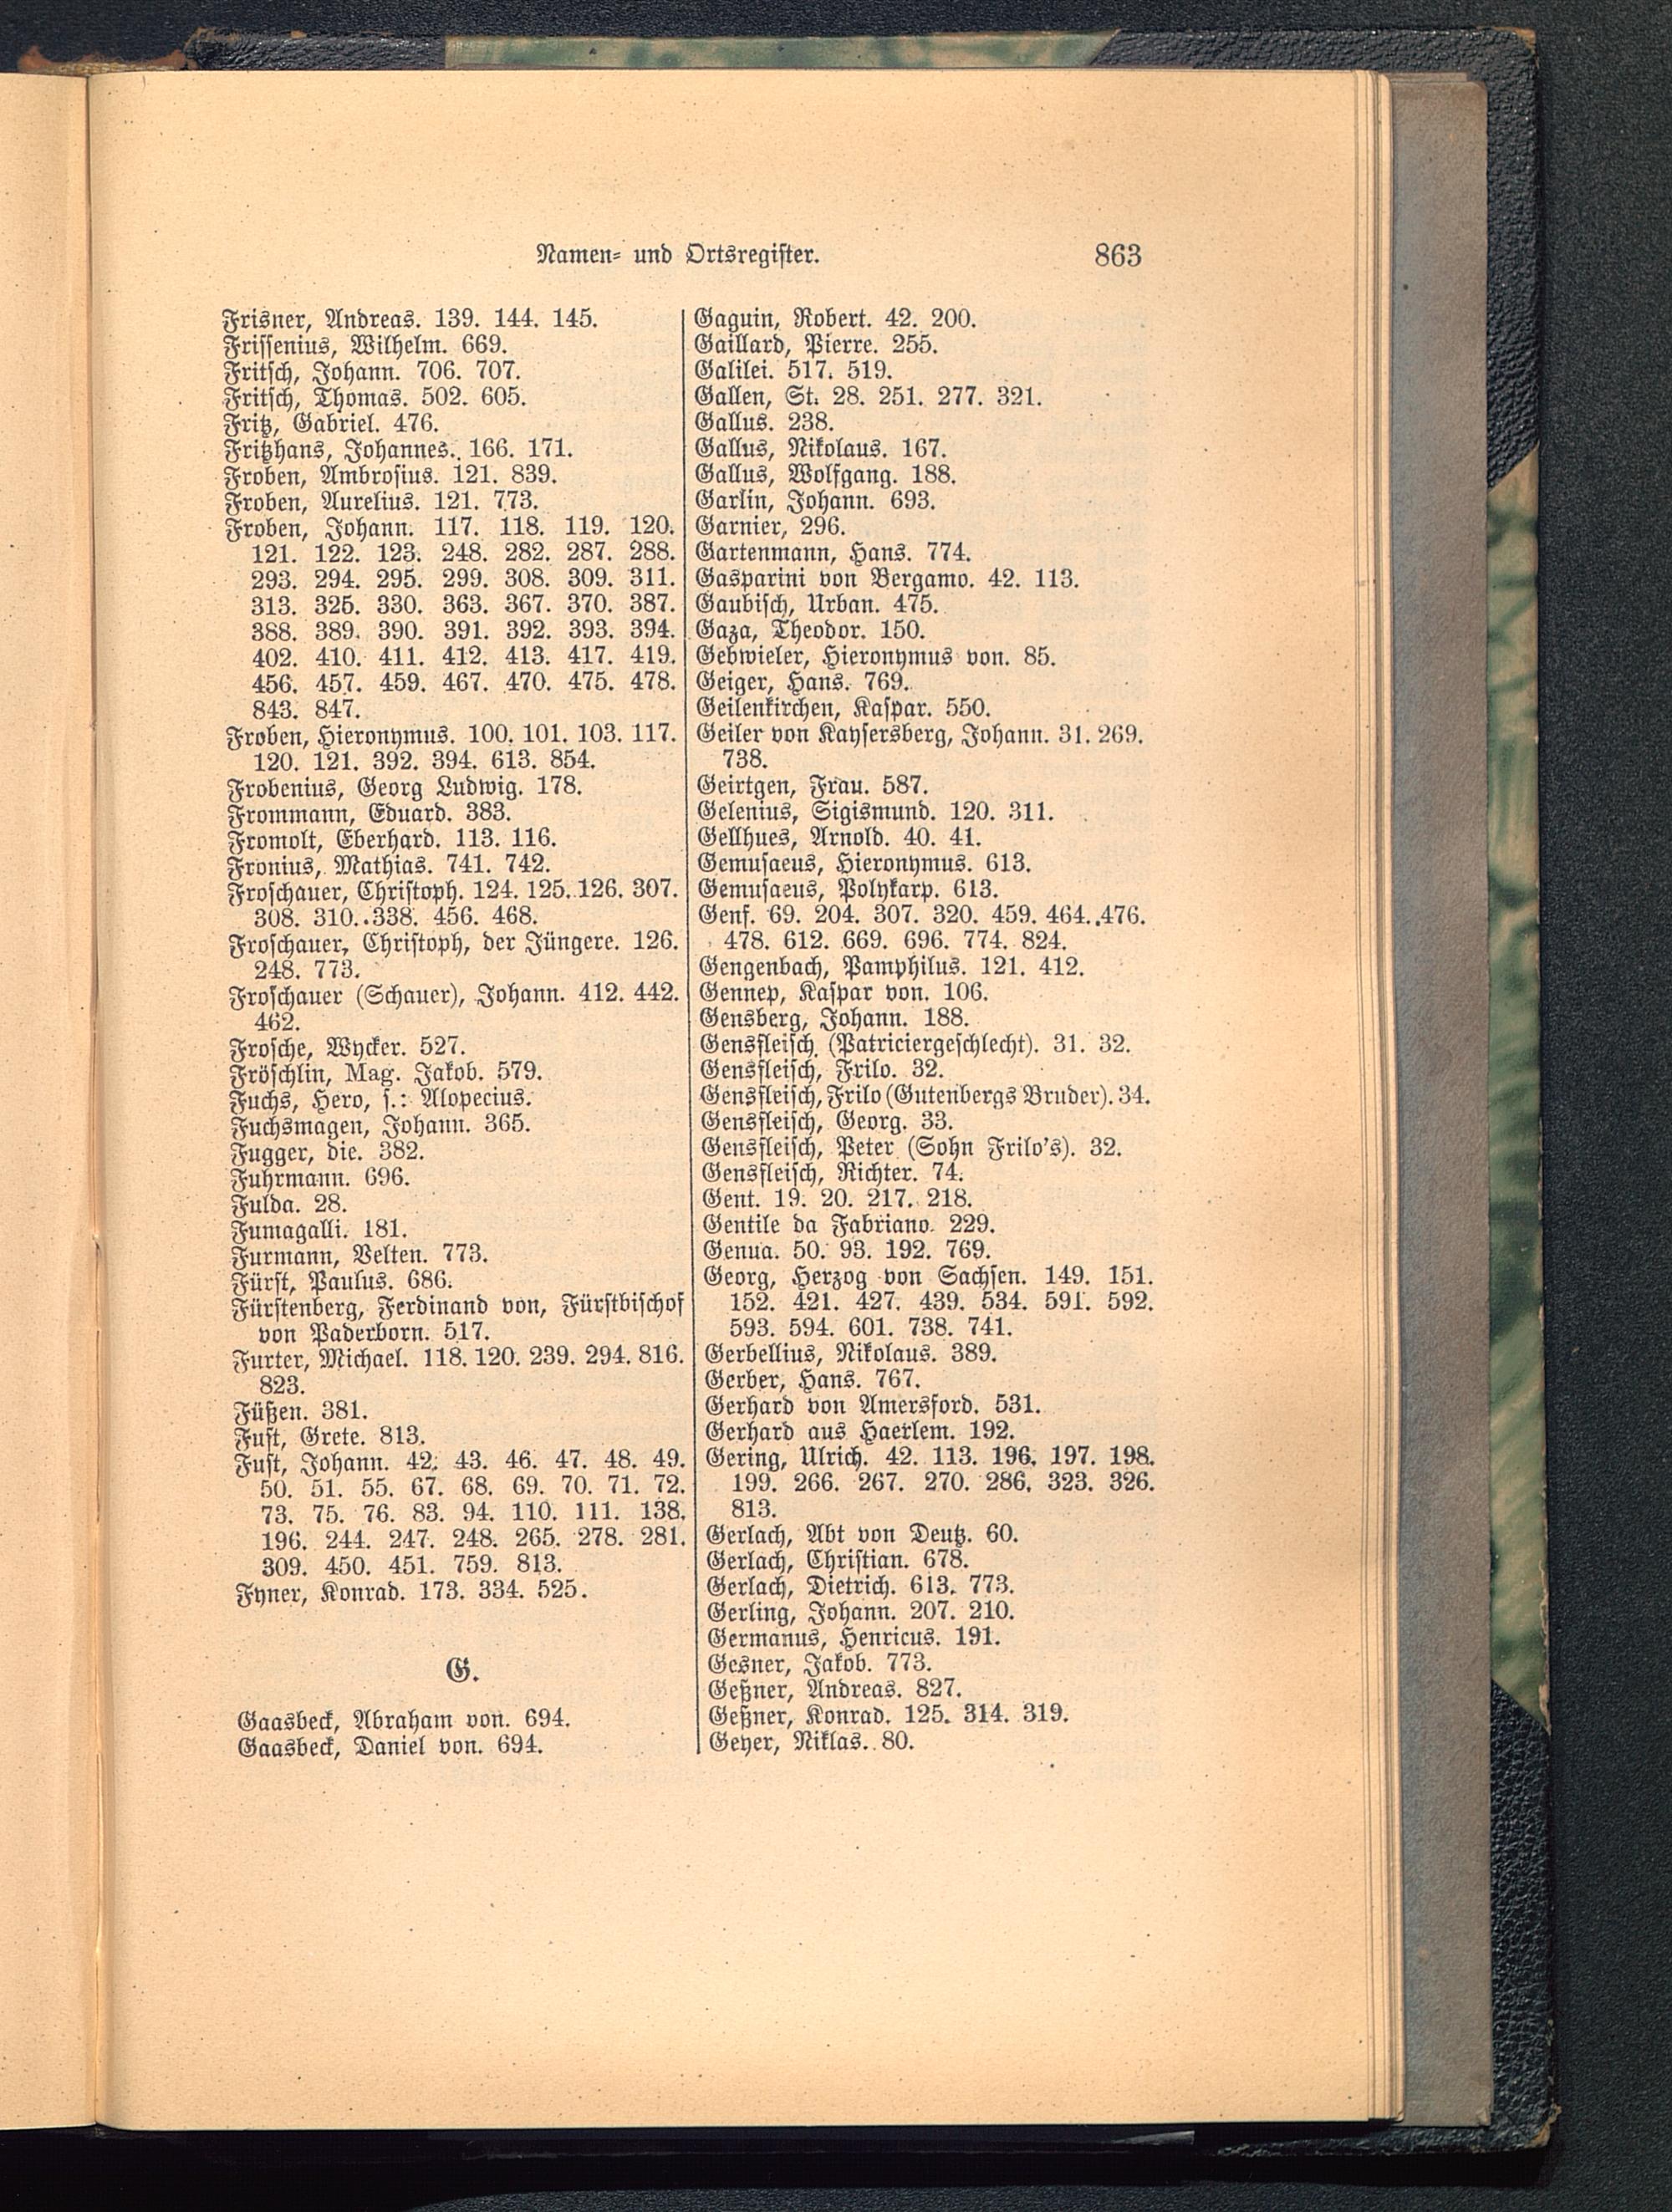 Namen- und Ortsregister. 863
Frisner, Andreas. 139. 144. 145.
Frissenius, Wilhelm. 669.
Fritsch, Johann. 706. 707.
Fritsch, Thomas. 502. 605.
Fritz, Gabriel. 476.
Fritzhans, Johannes. 166. 171.
Froben, Ambrosius. 121. 839.
Froben, Aurelius. 121. 773.
Froben, Johann. 117. 118. 119. 120.
121. 122. 123. 248. 282. 287. 288.
293. 294. 295. 299. 308. 309. 311.
313. 325. 330. 363. 367. 370. 387.
388. 389. 390. 391. 392. 393. 394.
402. 410. 411. 412. 413. 417. 419.
456. 457. 459. 467. 470. 475. 478.
843. 847.
Froben, Hieronymus. 100. 101. 103. 117.
120. 121. 392. 394. 613. 854.
Frobenius, Georg Ludwig. 178.
Frommann, Eduard. 383.
Fromolt, Eberhard. 113. 116.
Fronius, Mathias. 741. 742.
Froschauer, Christoph. 124. 125. 126. 307.
308. 310. 338. 456. 468.
Froschauer, Christoph, der Jüngere. 126.
248. 773.
Froschauer (Schauer), Johann. 412. 442.
462.
Frosche, Wycker. 527.
Fröschlin, Mag. Jakob. 579.
Fuchs, Hero, s.: Alopecius.
Fuchsmagen, Johann. 365.
Fugger, die. 382.
Fuhrmann. 696.
Fulda. 28.
Fumagalli. 181.
Furmann, Velten. 773.
Fürst, Paulus. 686.
Fürstenberg, Ferdinand von, Fürstbischof
von Paderborn. 517.
Furter, Michael. 118. 120. 239. 294. 816.
823.
Füßen. 381.
Fust, Grete. 813.
Fust, Johann. 42. 43. 46. 47. 48. 49.
50. 51. 55. 67. 68. 69. 70. 71. 72.
73. 75. 76. 83. 94. 110. 111. 138.
196. 244. 247. 248. 265. 278. 281.
309. 450. 451. 759. 813.
Fyner, Konrad. 173. 334. 525.
G.
Gaasbeck, Abraham von. 694.
Gaasbeck, Daniel von. 694.
Gaguin, Robert. 42. 200.
Gaillard, Pierre. 255.
Galilei. 517. 519.
Gallen, St. 28. 251. 277. 321.
Gallus. 238.
Gallus, Nikolaus. 167.
Gallus, Wolfgang. 188.
Garlin, Johann. 693.
Garnier, 296.
Gartenmann, Hans. 774.
Gasparini von Bergamo. 42. 113.
Gaubisch, Urban. 475.
Gaza, Theodor. 150.
Gebwieler, Hieronymus von. 85.
Geiger, Hans. 769.
Geilenkirchen, Kaspar. 550.
Geiler von Kaysersberg, Johann. 31. 269.
738.
Geirtgen, Frau. 587.
Gelenius, Sigismund. 120. 311.
Gellhues, Arnold. 40. 41.
Gemusaeus, Hieronymus. 613.
Gemusaeus, Polykarp. 613.
Genf. 69. 204. 307. 320. 459. 464. 476.
478. 612. 669. 696. 774. 824.
Gengenbach, Pamphilus. 121. 412.
Gennep, Kaspar von. 106.
Gensberg, Johann. 188.
Gensfleisch (Patriciergeschlecht). 31. 32.
Gensfleisch, Frilo. 32.
Gensfleisch, Frilo (Gutenbergs Bruder). 34.
Gensfleisch, Georg. 33.
Gensfleisch, Peter (Sohn Frilo's). 32.
Gensfleisch, Richter. 74.
Gent. 19. 20. 217. 218.
Gentile da Fabriano. 229.
Genua. 50. 93. 192. 769.
Georg, Herzog von Sachsen. 149. 151.
152. 421. 427. 439. 534. 591. 592.
593. 594. 601. 738. 741.
Gerbellius, Nikolaus. 389.
Gerber, Hans. 767.
Gerhard von Amersford. 531.
Gerhard aus Haerlem. 192.
Gering, Ulrich. 42. 113. 196. 197. 198.
199. 266. 267. 270. 286. 323. 326.
813.
Gerlach, Abt von Deutz. 60.
Gerlach, Christian. 678.
Gerlach, Dietrich. 613. 773.
Gerling, Johann. 207. 210.
Germanus, Henricus. 191.
Gesner, Jakob. 773.
Geßner, Andreas. 827.
Geßner, Konrad. 125. 314. 319.
Geyer, Niklas. 80.